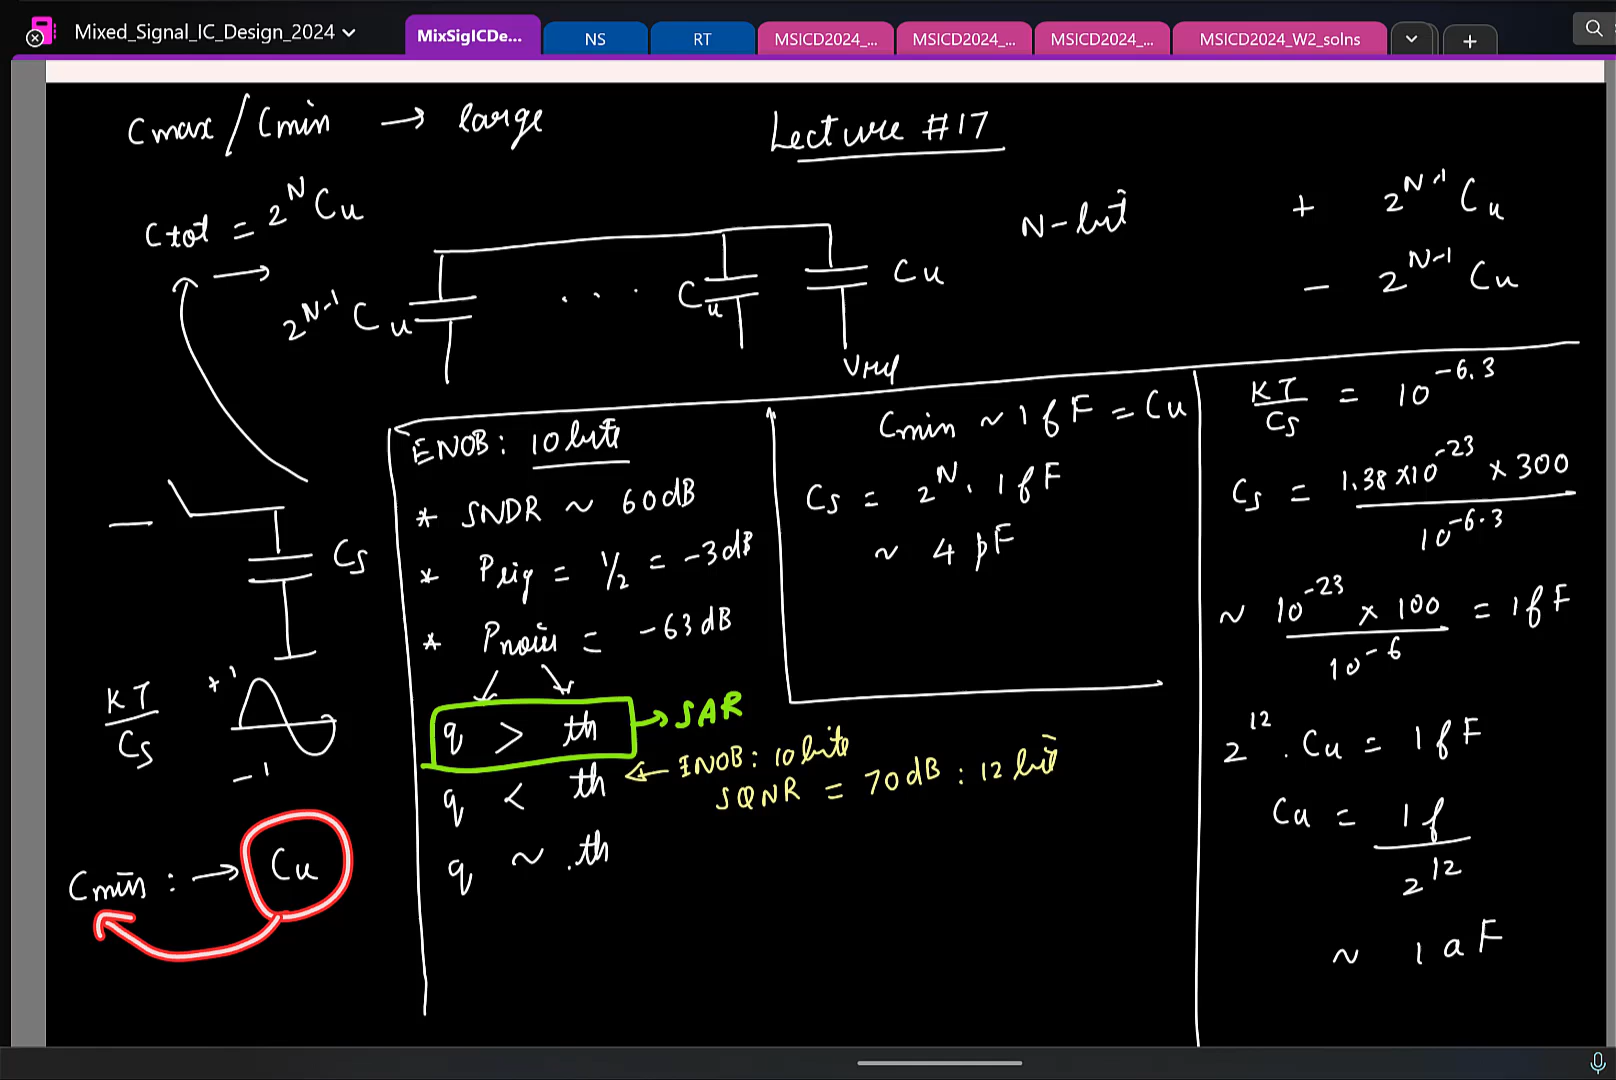 Mixed_Signal_IC_Design_2024
MixSigICDe...
NS
RT
MSICD2024_...
MSICD2024_...
MSICD2024_...
MSICD2024_W2_solns
+
Cmax / Cmin → large
Lecture #17
Ctot = 2^N Cu
→
2^{N-1} Cu
. . .
Cu
Cu
Vref
N-bit
+ 2^{N-1} Cu
- 2^{N-1} Cu
Cs
KT/Cs
+1
-1
Cmin : → Cu
ENOB: 10 bits
* SNDR ~ 60dB
* Psig = 1/2 = -3dB
* Pnoise = -63dB
q > th → SAR
q < th ← ENOB: 10 bits
SQNR = 70dB : 12 bit
q ~ th
Cmin ~ 1fF = Cu
Cs = 2^N . 1fF
~ 4pF
KT/Cs = 10^{-6.3}
Cs = 1.38×10^{-23} × 300 / 10^{-6.3}
~ 10^{-23} × 100 / 10^{-6} = 1fF
2^{12} . Cu = 1fF
Cu = 1f / 2^{12}
~ 1aF